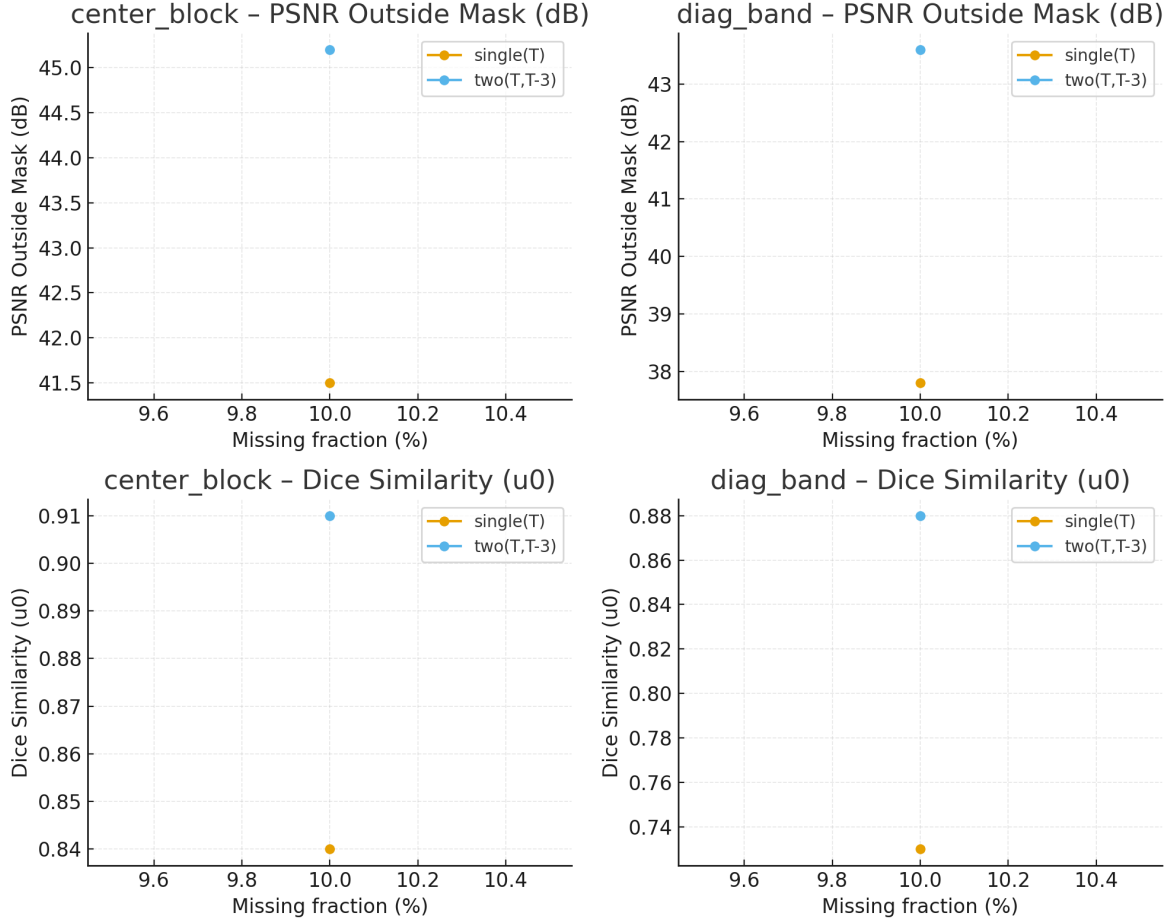 center_block – PSNR Outside Mask (dB)
PSNR Outside Mask (dB)
45.0
44.5
44.0
43.5
43.0
42.5
42.0
41.5
single(T)
two(T,T-3)
9.6 9.8 10.0 10.2 10.4
Missing fraction (%)
diag_band – PSNR Outside Mask (dB)
PSNR Outside Mask (dB)
43
42
41
40
39
38
single(T)
two(T,T-3)
9.6 9.8 10.0 10.2 10.4
Missing fraction (%)
center_block – Dice Similarity (u0)
Dice Similarity (u0)
0.91
0.90
0.89
0.88
0.87
0.86
0.85
0.84
single(T)
two(T,T-3)
9.6 9.8 10.0 10.2 10.4
Missing fraction (%)
diag_band – Dice Similarity (u0)
Dice Similarity (u0)
0.88
0.86
0.84
0.82
0.80
0.78
0.76
0.74
single(T)
two(T,T-3)
9.6 9.8 10.0 10.2 10.4
Missing fraction (%)